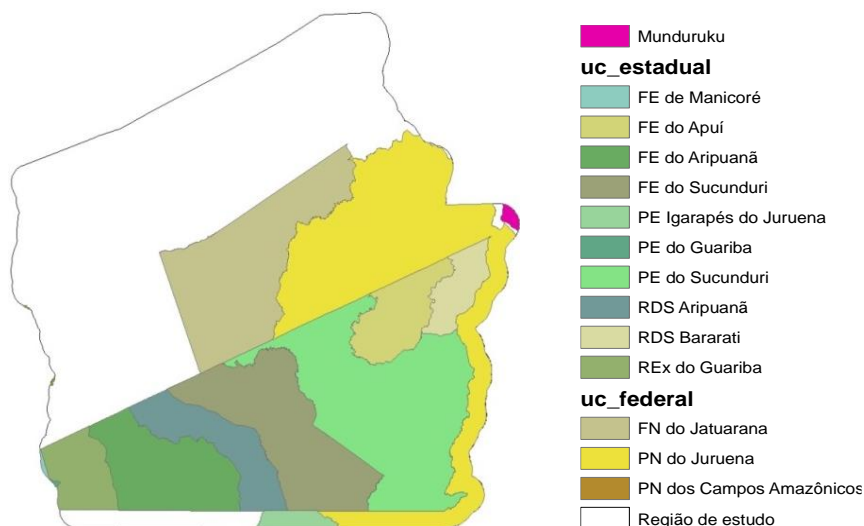 Munduruku
uc_estadual
FE de Manicoré
FE do Apuí
FE do Aripuanã
FE do Sucunduri
PE Igarapés do Juruena
PE do Guariba
PE do Sucunduri
RDS Aripuanã
RDS Bararati
REx do Guariba
uc_federal
FN do Jatuarana
PN do Juruena
PN dos Campos Amazônicos
Região de estudo